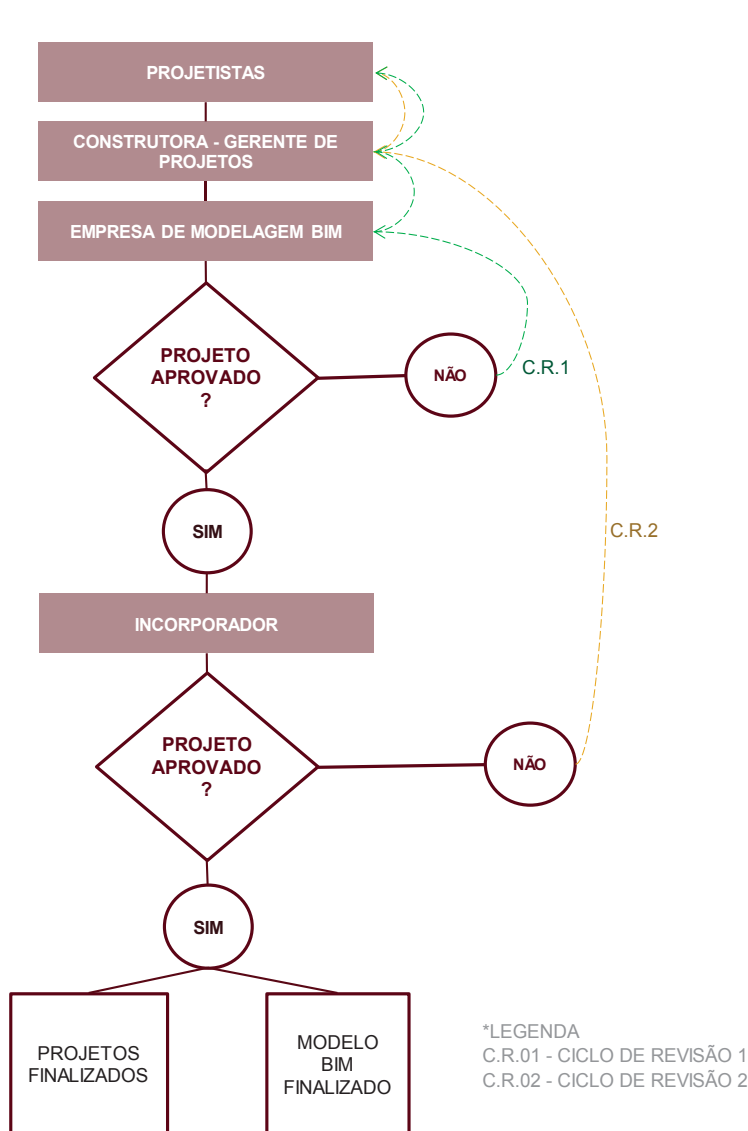 PROJETISTAS
CONSTRUTORA - GERENTE DE
PROJETOS
EMPRESA DE MODELAGEM BIM
PROJETO
APROVADO
?
NÃO
C.R.1
SIM
C.R.2
INCORPORADOR
PROJETO
APROVADO
?
NÃO
SIM
PROJETOS
FINALIZADOS
MODELO
BIM
FINALIZADO
*LEGENDA
C.R.01 - CICLO DE REVISÃO 1
C.R.02 - CICLO DE REVISÃO 2